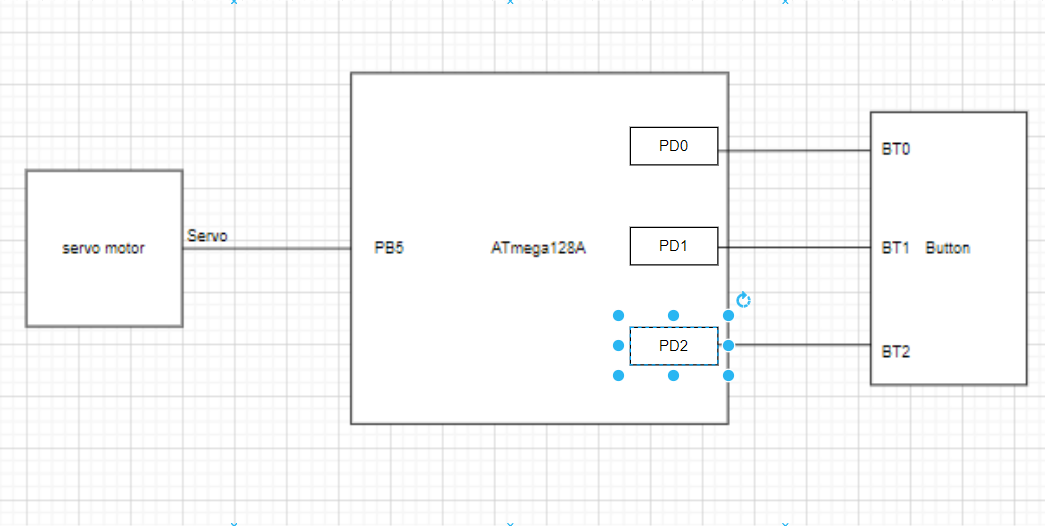 PD0
BT0
Servo
servo motor
PB5
ATmega128A
PD1
BT1
Button
PD2
BT2